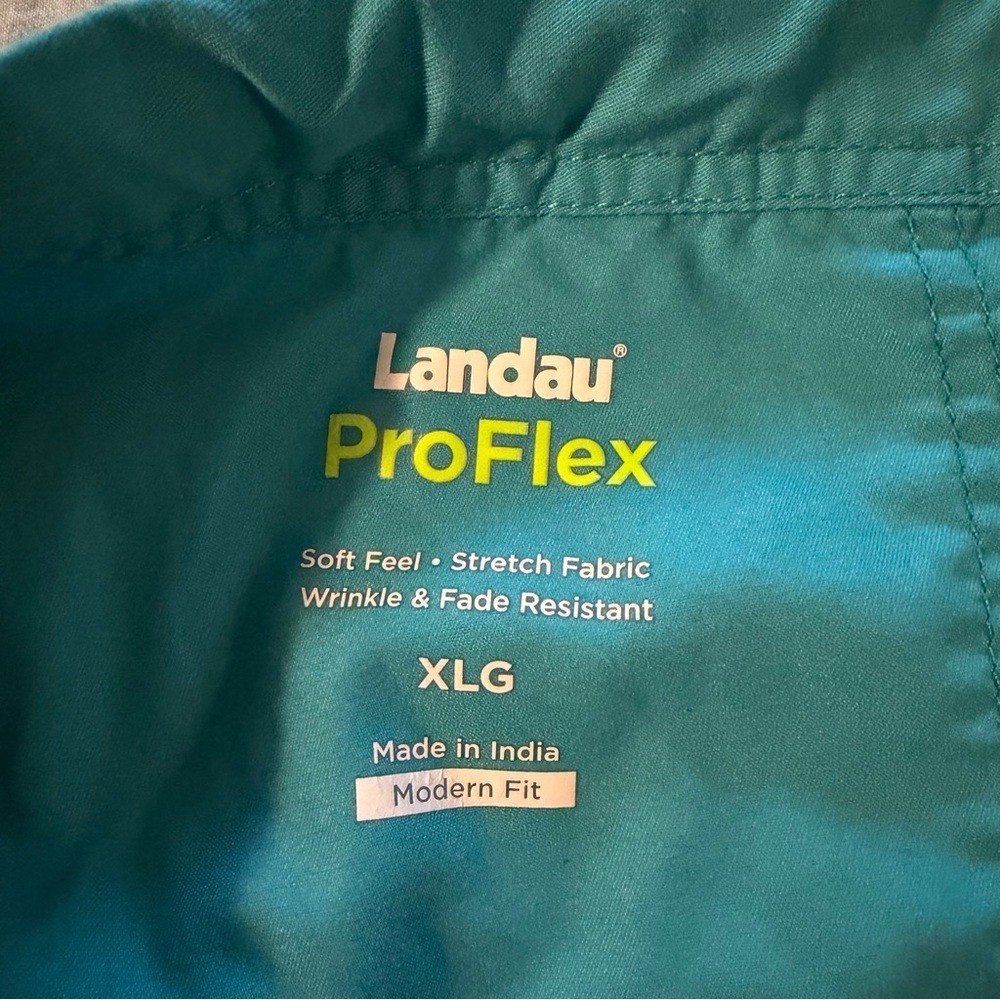 Landau®
ProFlex
Soft Feel • Stretch Fabric
Wrinkle & Fade Resistant
XLG
Made in India
Modern Fit